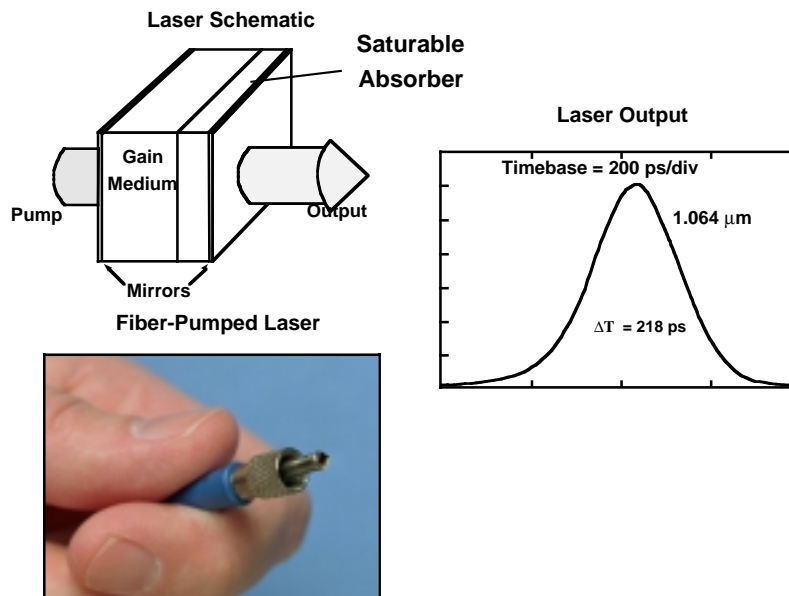 Laser Schematic
Saturable
Absorber
Gain
Medium
Pump
Output
Mirrors
Fiber-Pumped Laser
Laser Output
Timebase = 200 ps/div
1.064 μm
ΔT = 218 ps